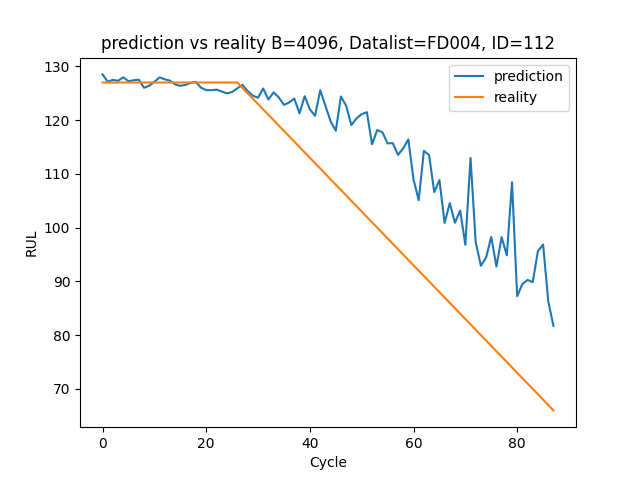 prediction vs reality B=4096, Datalist=FD004, ID=112
prediction
reality
130
120
110
100
90
80
70
RUL
0 20 40 60 80
Cycle